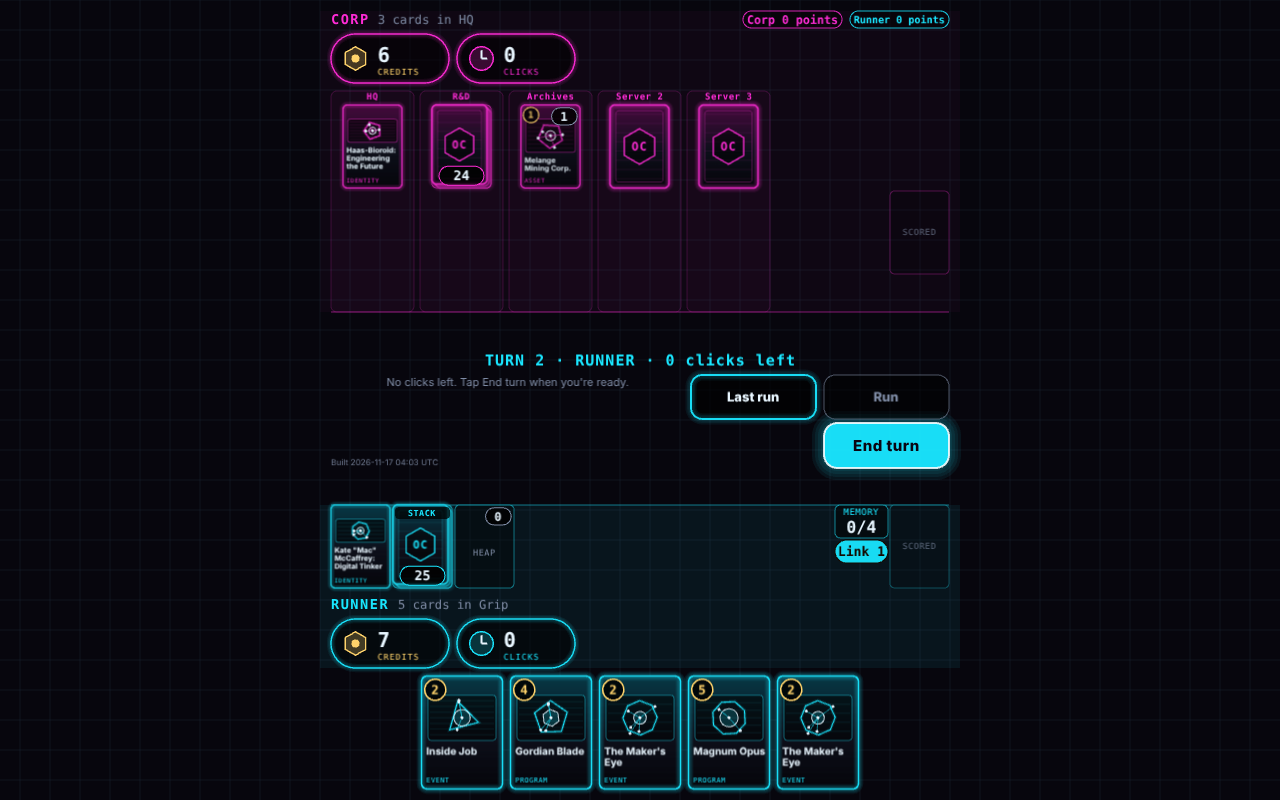 CORP 3 cards in HQ
Corp 0 points
Runner 0 points
6
CREDITS
0
CLICKS
HQ
R&D
Archives
Server 2
Server 3
Haas-Bioroid:
Engineering
the Future
IDENTITY
OC
24
1
1
Melange
Mining Corp.
ASSET
OC
OC
SCORED
TURN 2 · RUNNER · 0 clicks left
No clicks left. Tap End turn when you're ready.
Last run
Run
End turn
Built 2026-11-17 04:03 UTC
Kate "Mac"
McCaffrey:
Digital Tinker
IDENTITY
STACK
OC
25
0
HEAP
MEMORY
0/4
Link 1
SCORED
RUNNER 5 cards in Grip
7
CREDITS
0
CLICKS
2
Inside Job
EVENT
4
Gordian Blade
PROGRAM
2
The Maker's
Eye
EVENT
5
Magnum Opus
PROGRAM
2
The Maker's
Eye
EVENT